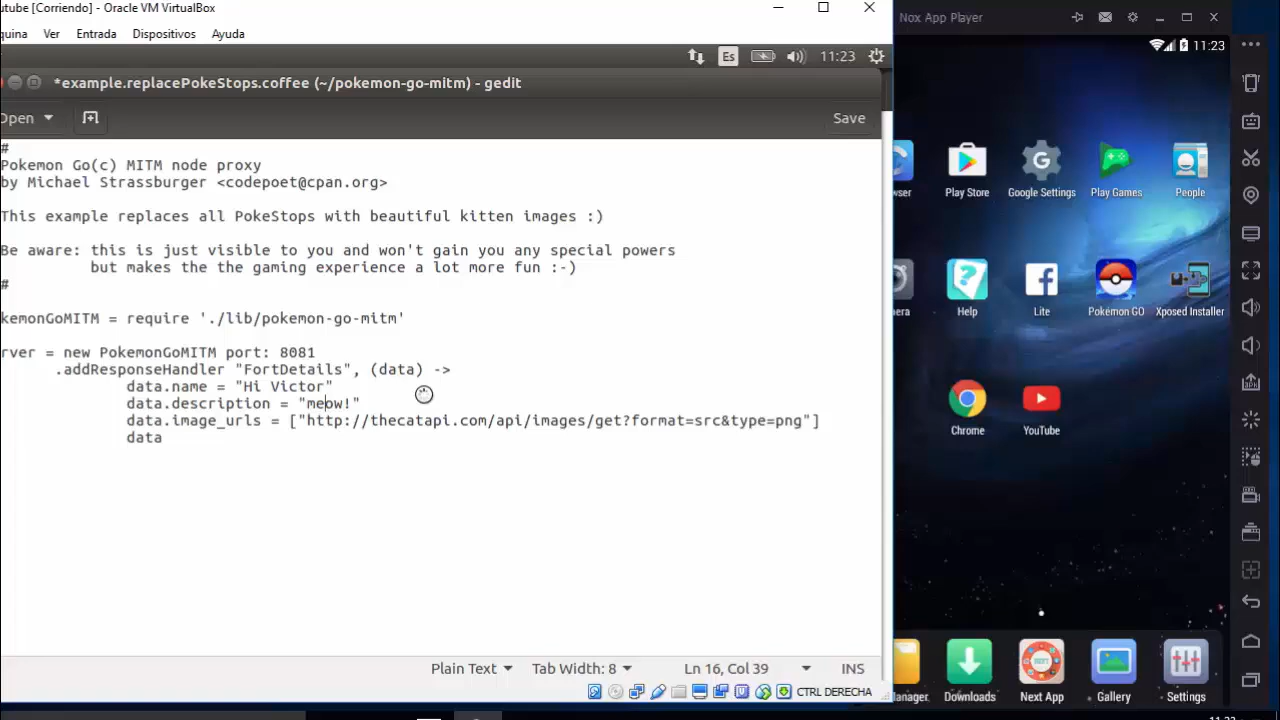 utube [Corriendo] - Oracle VM VirtualBox
quina Ver Entrada Dispositivos Ayuda
Es 11:23
*example.replacePokeStops.coffee (~/pokemon-go-mitm) - gedit
Open Save
#
Pokemon Go(c) MITM node proxy
by Michael Strassburger <codepoet@cpan.org>
This example replaces all PokeStops with beautiful kitten images :)
Be aware: this is just visible to you and won't gain you any special powers
but makes the the gaming experience a lot more fun :-)
#
kemonGoMITM = require './lib/pokemon-go-mitm'
rver = new PokemonGoMITM port: 8081
.addResponseHandler "FortDetails", (data) ->
data.name = "Hi Victor"
data.description = "meow!"
data.image_urls = ["http://thecatapi.com/api/images/get?format=src&type=png"]
data
Plain Text Tab Width: 8 Ln 16, Col 39 INS
CTRL DERECHA
Nox App Player
11:23
wser Play Store Google Settings Play Games People
era Help Lite Pokémon GO Xposed Installer
Chrome YouTube
anager Downloads Next App Gallery Settings